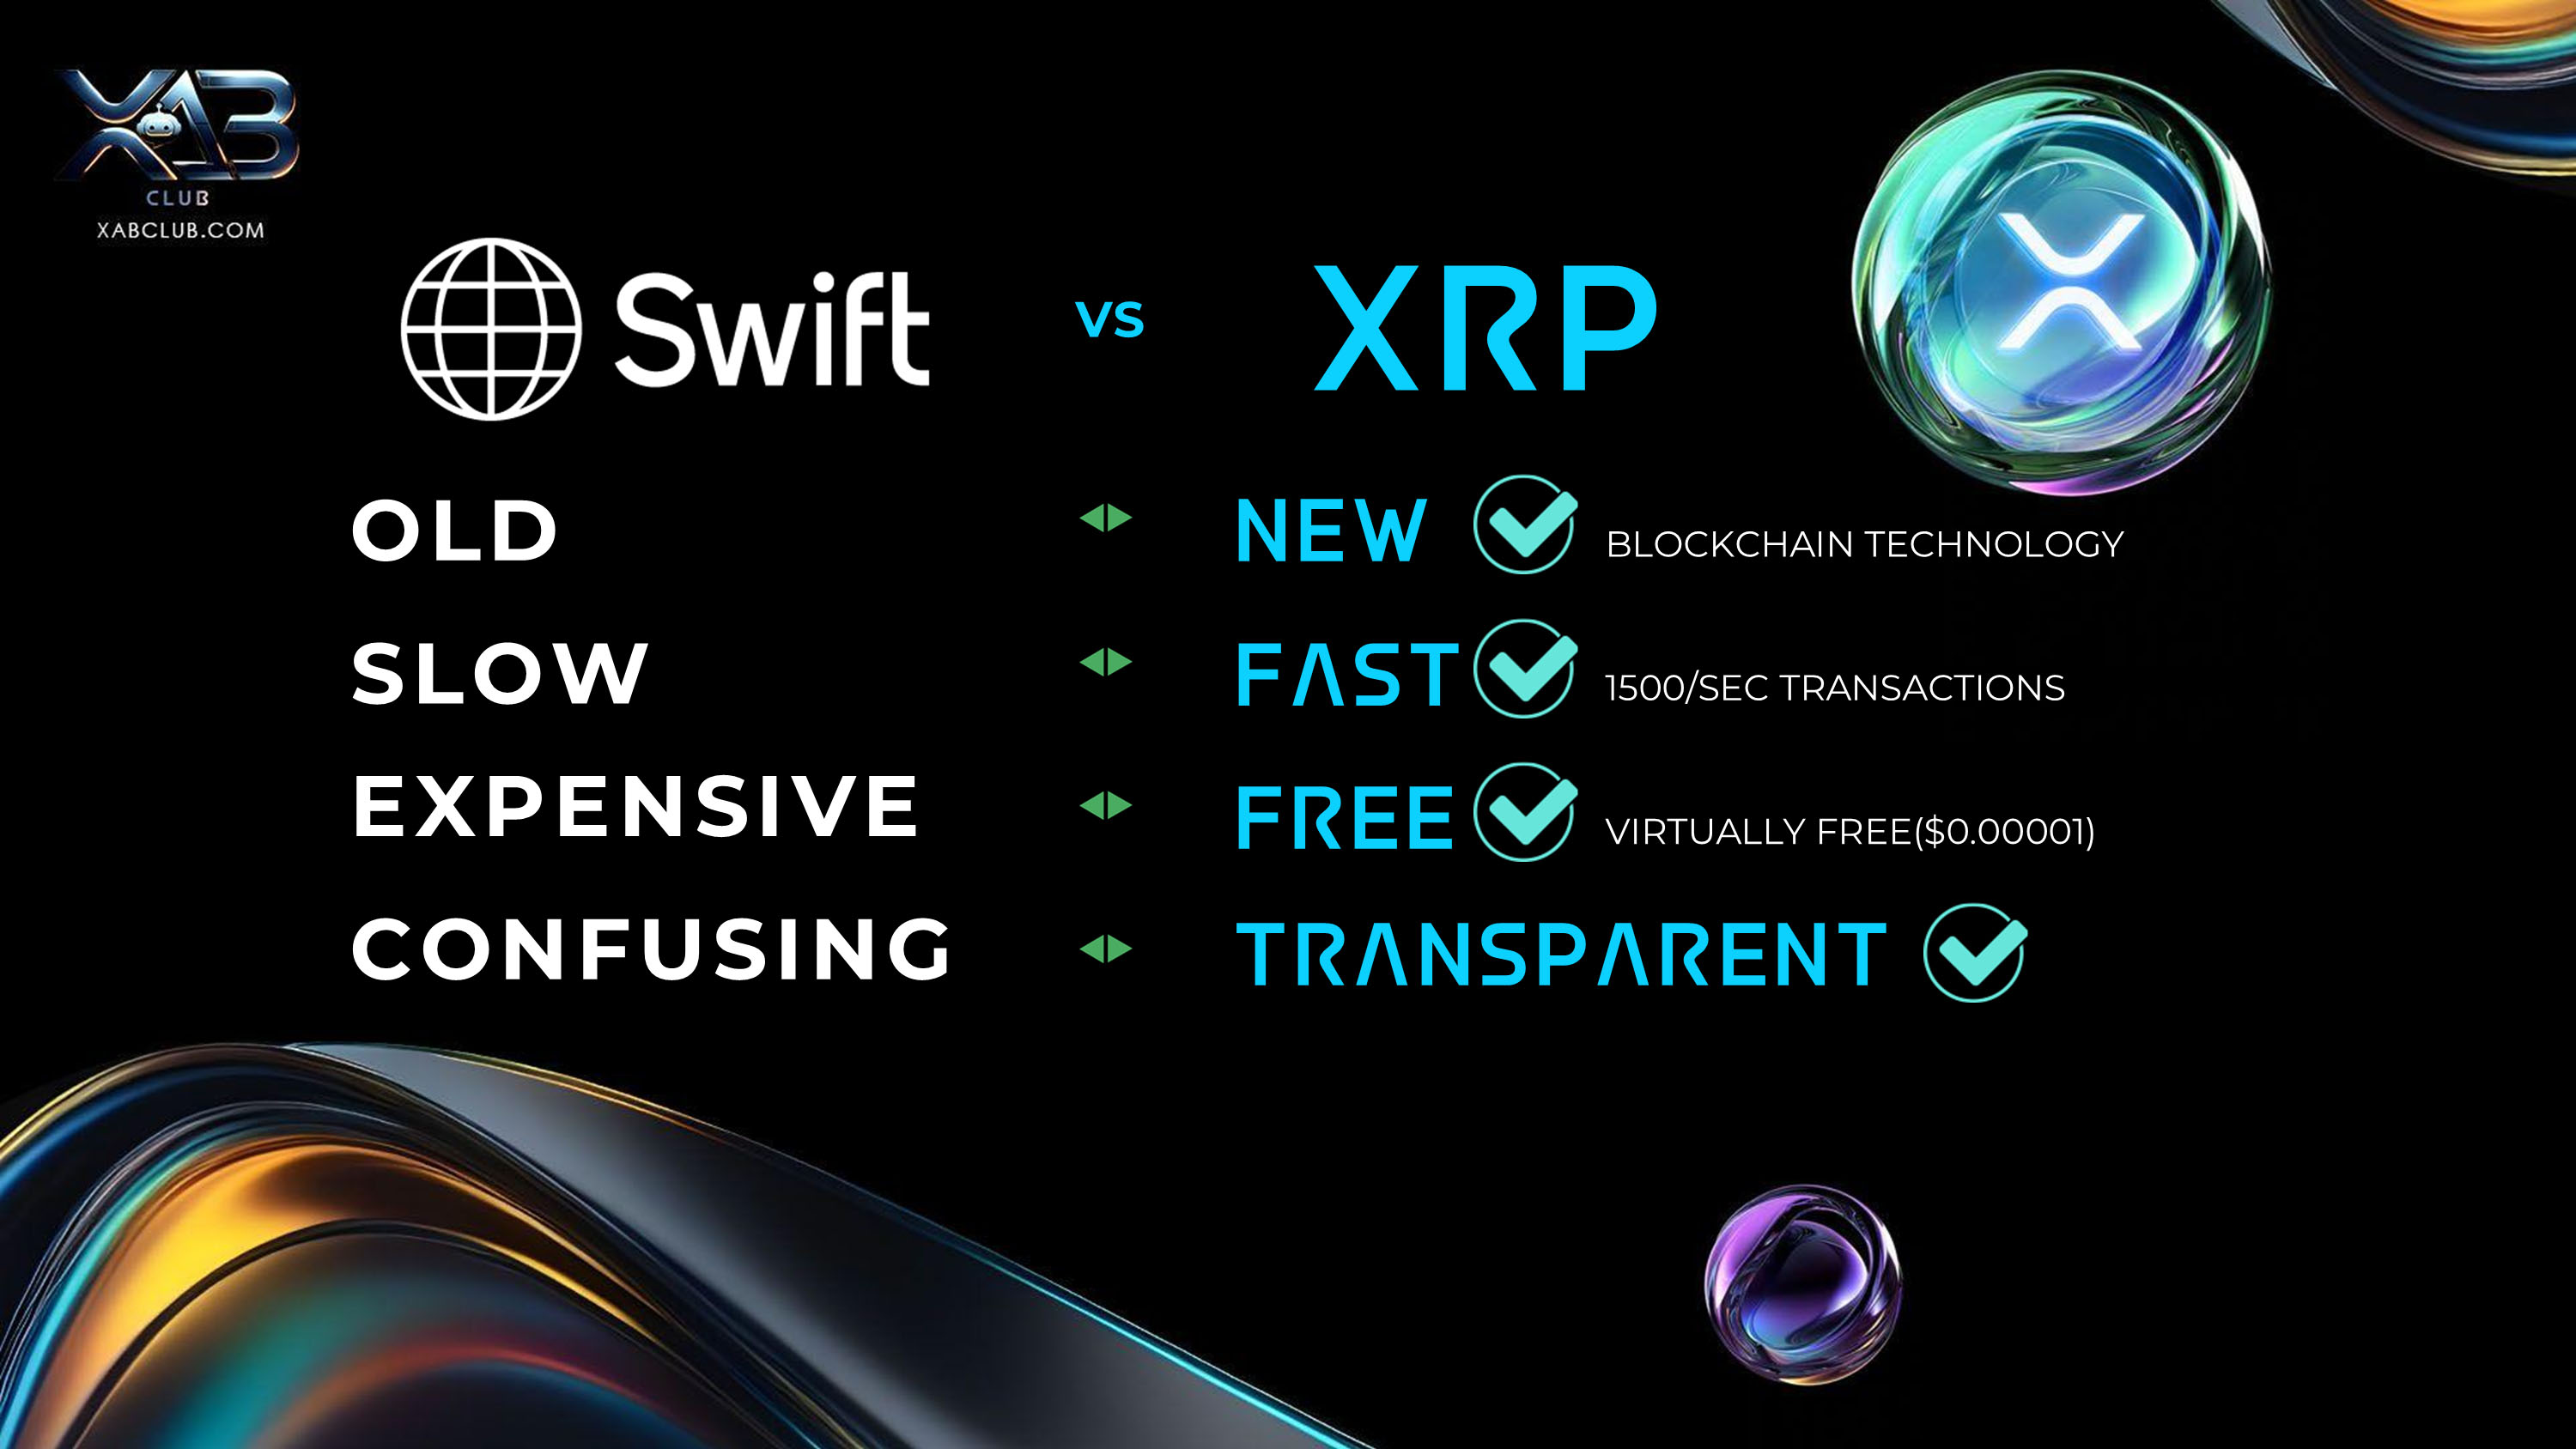 XAB
CLUB
XABCLUB.COM
Swift vs XRP
OLD NEW BLOCKCHAIN TECHNOLOGY
SLOW FAST 1500/SEC TRANSACTIONS
EXPENSIVE FREE VIRTUALLY FREE($0.00001)
CONFUSING TRANSPARENT